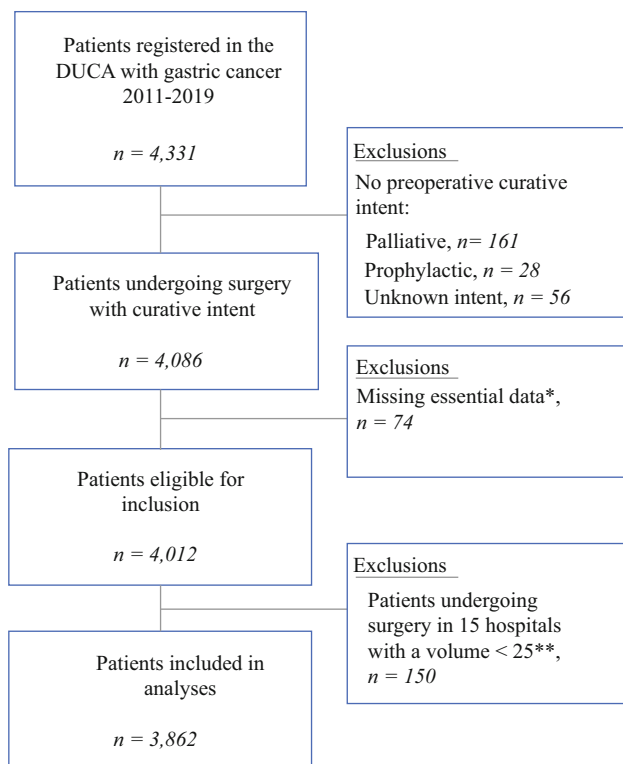 Patients registered in the
DUCA with gastric cancer
2011-2019
n = 4,331
Exclusions
No preoperative curative
intent:
Palliative, n= 161
Prophylactic, n = 28
Unknown intent, n = 56
Patients undergoing surgery
with curative intent
n = 4,086
Exclusions
Missing essential data*,
n = 74
Patients eligible for
inclusion
n = 4,012
Exclusions
Patients undergoing
surgery in 15 hospitals
with a volume < 25**,
n = 150
Patients included in
analyses
n = 3,862